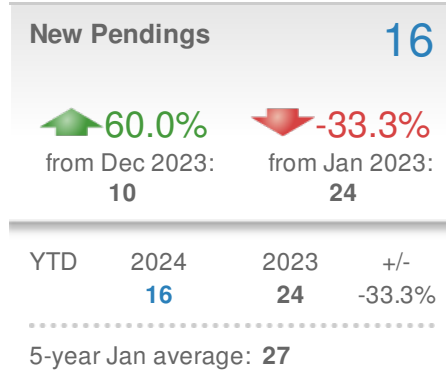 New Pendings 16
60.0% -33.3%
from Dec 2023: from Jan 2023:
10 24
YTD 2024 2023 +/-
16 24 -33.3%
5-year Jan average: 27